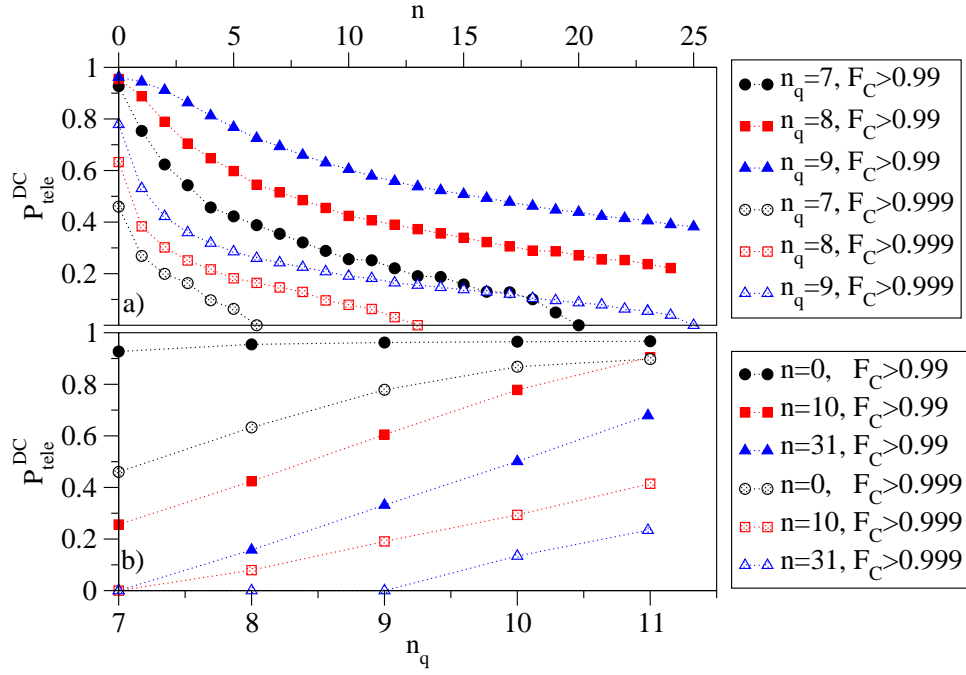 n
0 5 10 15 20 25
1
0.8
0.6
0.4
0.2
P_tele^DC
a)
n_q=7, F_C>0.99
n_q=8, F_C>0.99
n_q=9, F_C>0.99
n_q=7, F_C>0.999
n_q=8, F_C>0.999
n_q=9, F_C>0.999
1
0.8
0.6
0.4
0.2
0
P_tele^DC
b)
7 8 9 10 11
n_q
n=0, F_C>0.99
n=10, F_C>0.99
n=31, F_C>0.99
n=0, F_C>0.999
n=10, F_C>0.999
n=31, F_C>0.999